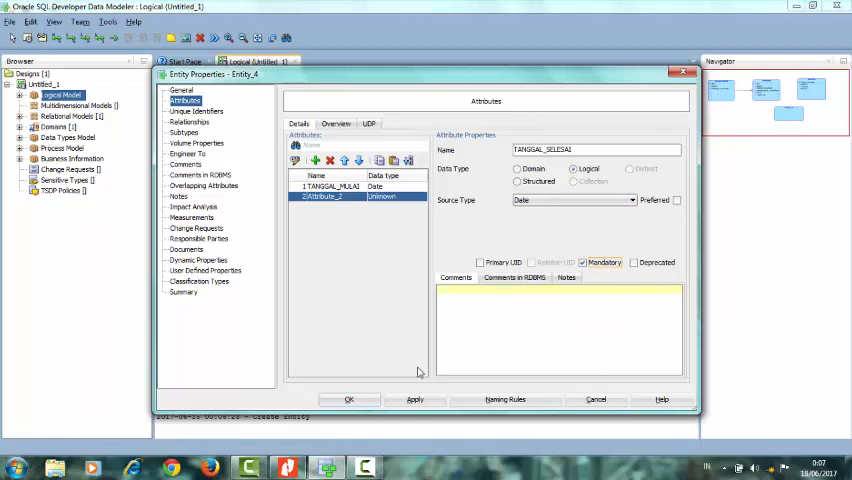 Oracle SQL Developer Data Modeler: Logical (Untitled_1)
File Edit View Team Tools Help
Browser
Designs [1]
Untitled_1
Logical Model
Multidimensional Models []
Relational Models [1]
Domains [1]
Data Types Model
Process Model
Business Information
Change Requests []
Sensitive Types []
TSDP Policies []
Start Page
Logical (Untitled_1)
Navigator
Entity Properties - Entity_4
General
Attributes
Unique Identifiers
Relationships
Subtypes
Volume Properties
Engineer To
Comments
Comments in RDBMS
Overlapping Attributes
Notes
Impact Analysis
Measurements
Change Requests
Responsible Parties
Documents
Dynamic Properties
User Defined Properties
Classification Types
Summary
Attributes
Details Overview UDP
Attributes:
Name
Name Data type
1 TANGGAL_MULAI Date
2 Attribute_2 Unknown
Attribute Properties
Name TANGGAL_SELESAI
Data Type Domain Logical Distinct
Structured Collection
Source Type Date Preferred
Primary UID Relation UID Mandatory Deprecated
Comments Comments in RDBMS Notes
OK Apply Naming Rules Cancel Help
2017-06-18 00:06:23 - Create Entity
IN 0:07
18/06/2017